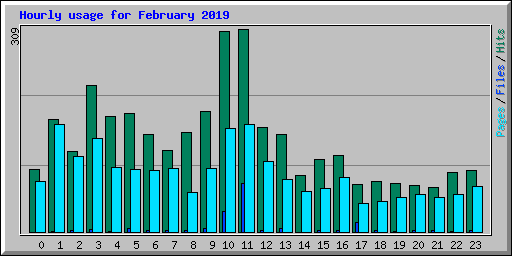 Hourly usage for February 2019
309
Pages/Files/Hits
0 1 2 3 4 5 6 7 8 9 10 11 12 13 14 15 16 17 18 19 20 21 22 23